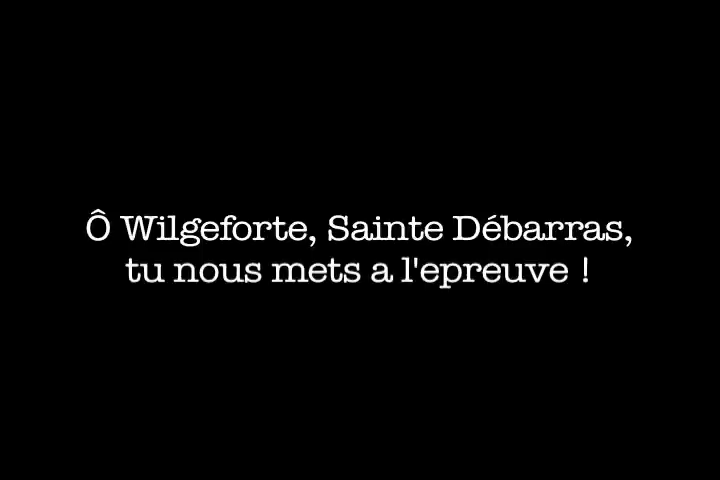 Ô Wilgeforte, Sainte Débarras,
tu nous mets a l'epreuve !